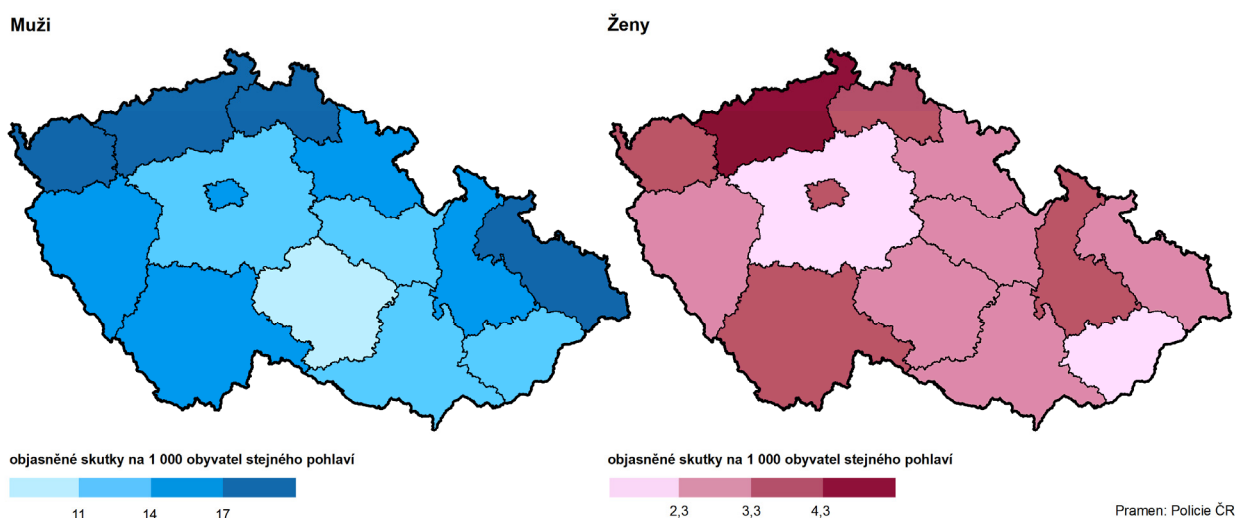 Muži
Ženy
objasněné skutky na 1 000 obyvatel stejného pohlaví
11 14 17
objasněné skutky na 1 000 obyvatel stejného pohlaví
2,3 3,3 4,3
Pramen: Policie ČR